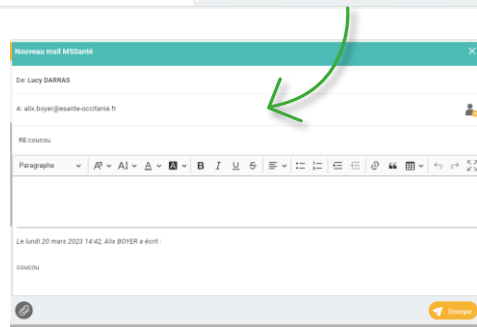 Nouveau mail MSSanté
De: Lucy DARRAS
A: alix.boyer@esante-occitanie.fr
RE:coucou
Paragraphe
Le lundi 20 mars 2023 14:42, Alix BOYER a écrit :
coucou
Envoyer